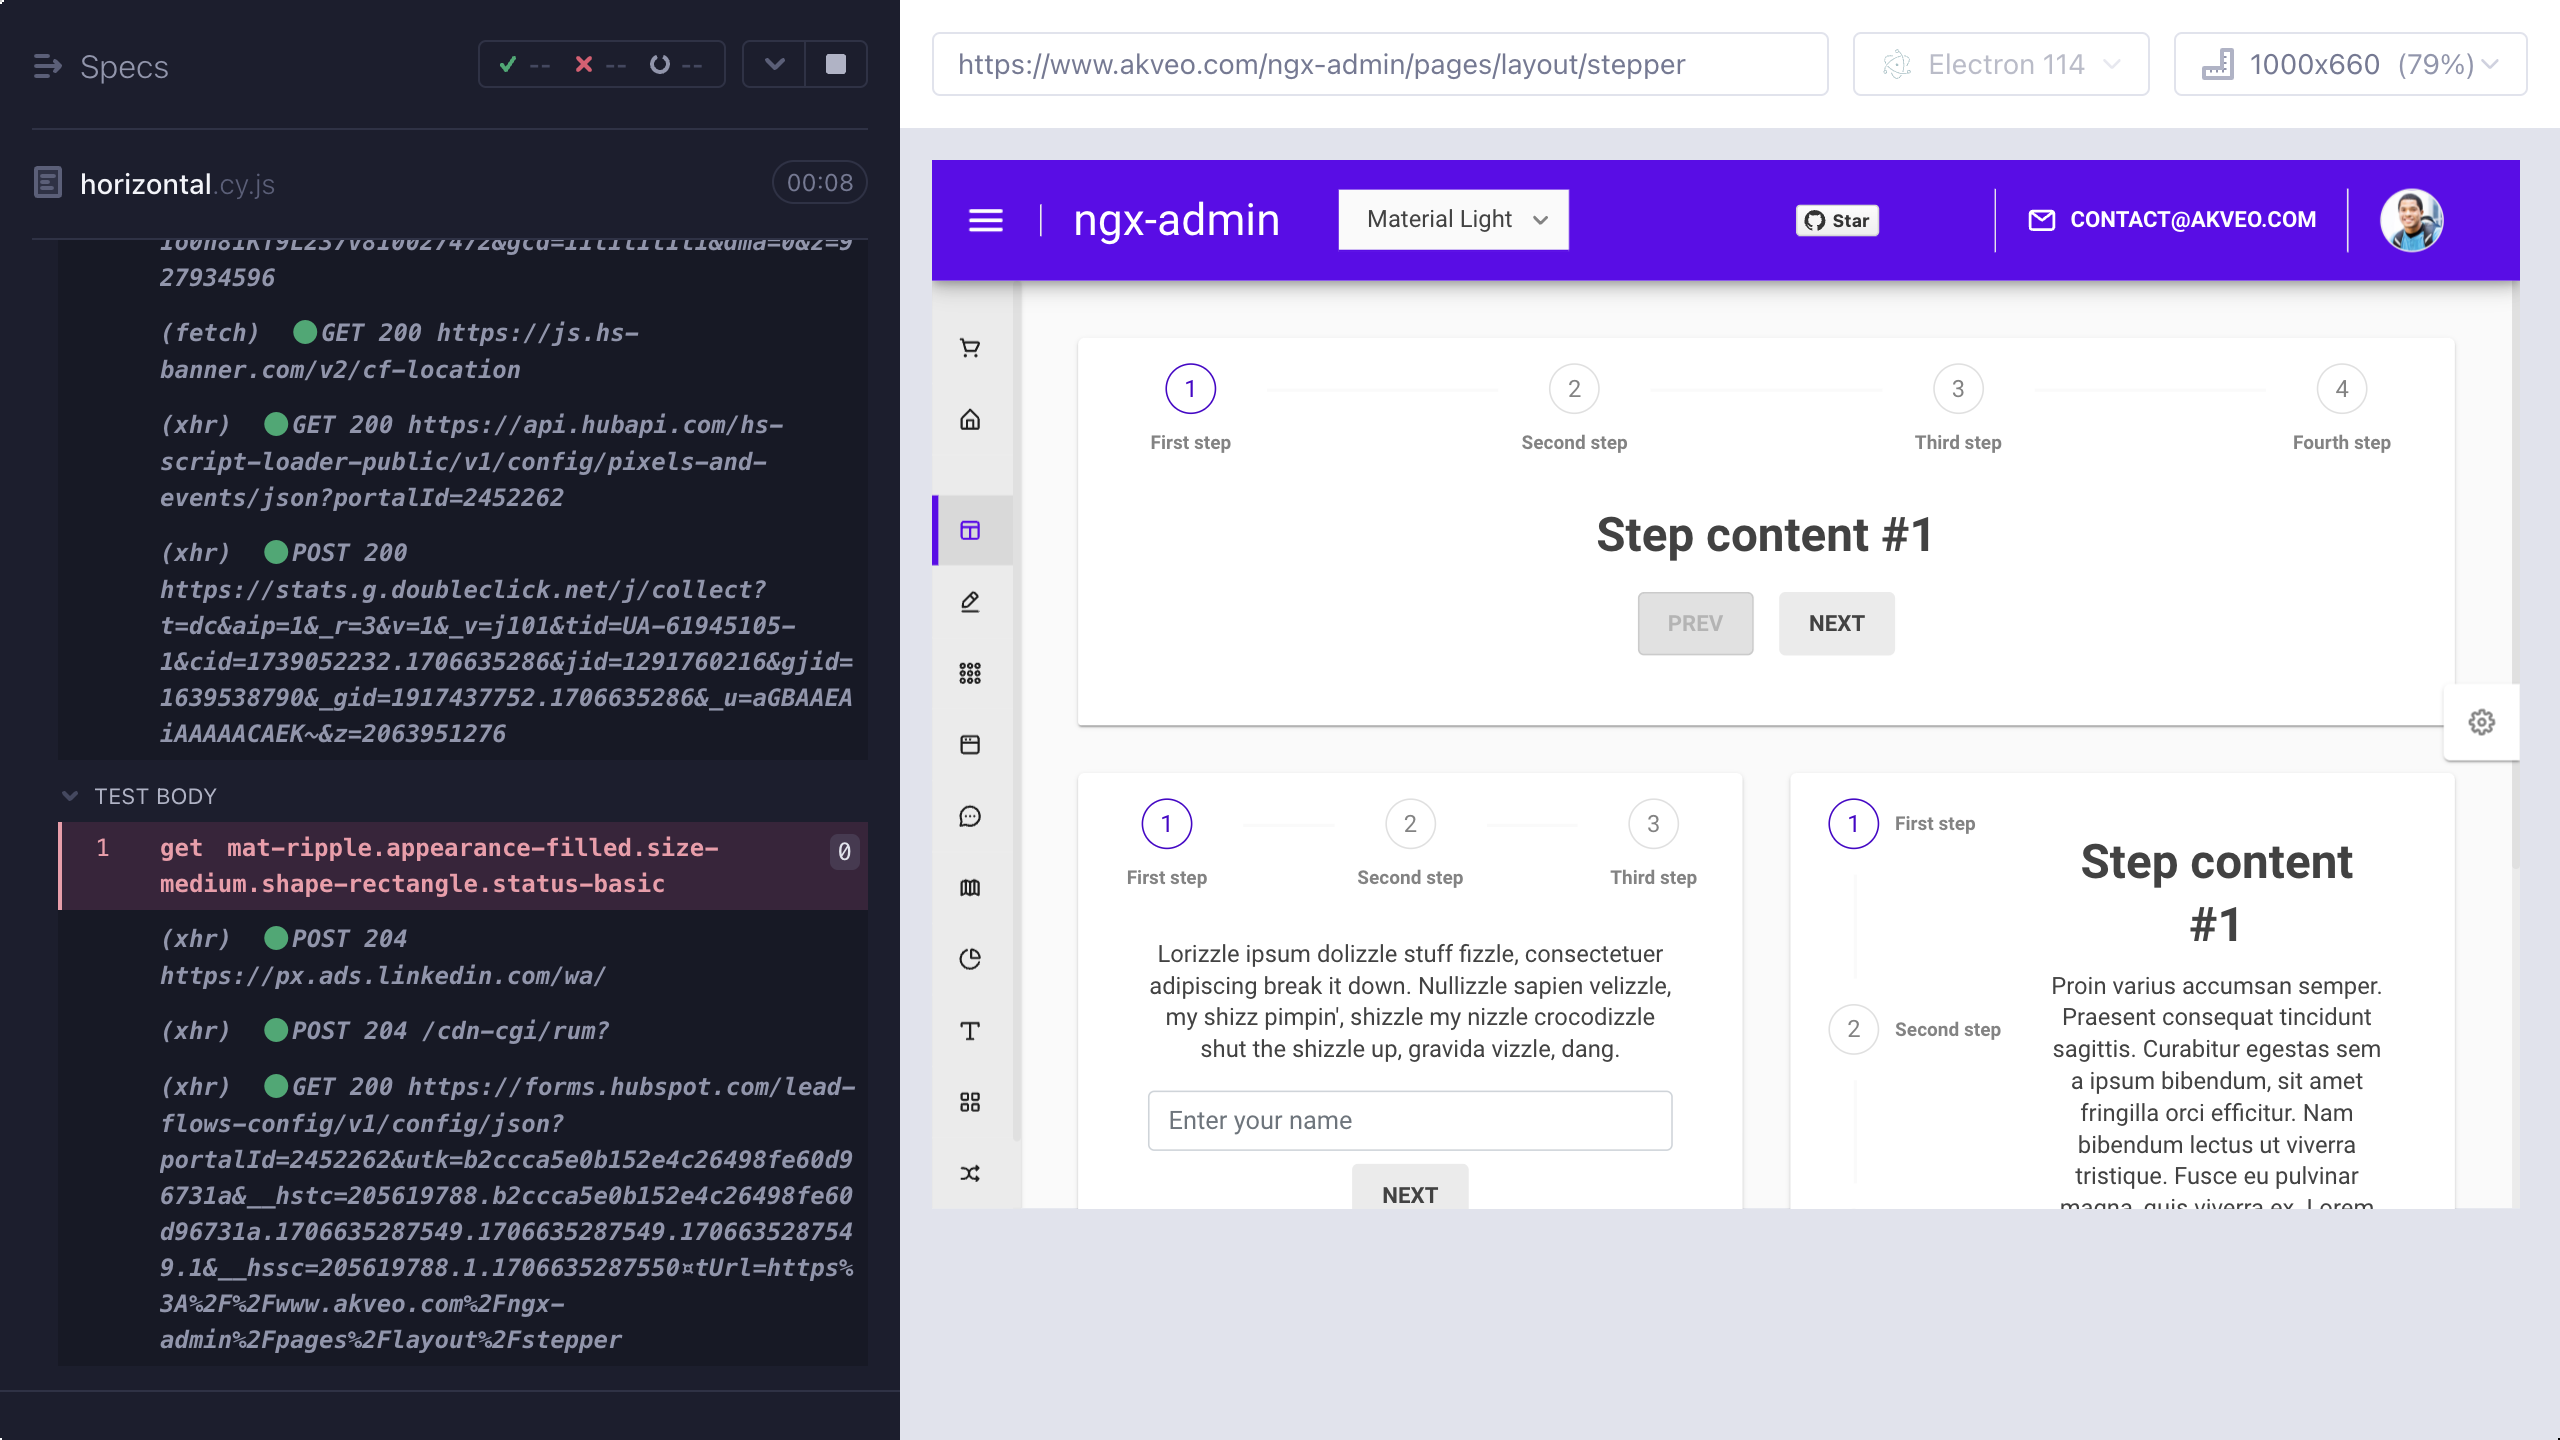 Specs
-- -- --
horizontal.cy.js
00:08
27934596
(fetch) GET 200 https://js.hs-
banner.com/v2/cf-location
(xhr) GET 200 https://api.hubapi.com/hs-
script-loader-public/v1/config/pixels-and-
events/json?portalId=2452262
(xhr) POST 200
https://stats.g.doubleclick.net/j/collect?
t=dc&aip=1&_r=3&v=1&_v=j101&tid=UA-61945105-
1&cid=1739052232.1706635286&jid=1291760216&gjid=
1639538790&_gid=1917437752.1706635286&_u=aGBAAEA
iAAAAACAEK~&z=2063951276
TEST BODY
1 get mat-ripple.appearance-filled.size-
medium.shape-rectangle.status-basic
0
(xhr) POST 204
https://px.ads.linkedin.com/wa/
(xhr) POST 204 /cdn-cgi/rum?
(xhr) GET 200 https://forms.hubspot.com/lead-
flows-config/v1/config/json?
portalId=2452262&utk=b2ccca5e0b152e4c26498fe60d9
6731a&__hstc=205619788.b2ccca5e0b152e4c26498fe60
d96731a.1706635287549.1706635287549.170663528754
9.1&__hssc=205619788.1.1706635287550¤tUrl=https%
3A%2F%2Fwww.akveo.com%2Fngx-
admin%2Fpages%2Flayout%2Fstepper
https://www.akveo.com/ngx-admin/pages/layout/stepper
Electron 114
1000x660 (79%)
ngx-admin
Material Light
Star
CONTACT@AKVEO.COM
1 2 3 4
First step Second step Third step Fourth step
Step content #1
PREV NEXT
1 2 3
First step Second step Third step
Lorizzle ipsum dolizzle stuff fizzle, consectetuer
adipiscing break it down. Nullizzle sapien velizzle,
my shizz pimpin', shizzle my nizzle crocodizzle
shut the shizzle up, gravida vizzle, dang.
Enter your name
NEXT
1 First step
2 Second step
Step content
#1
Proin varius accumsan semper.
Praesent consequat tincidunt
sagittis. Curabitur egestas sem
a ipsum bibendum, sit amet
fringilla orci efficitur. Nam
bibendum lectus ut viverra
tristique. Fusce eu pulvinar
magna, quis viverra ex. Lorem